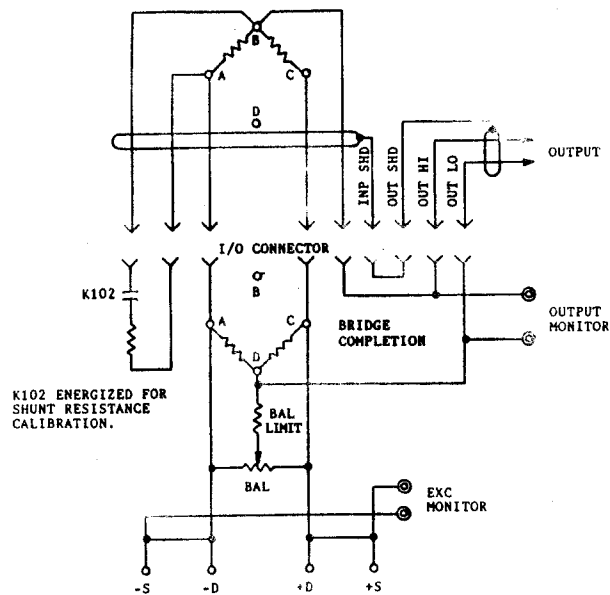 B
A
C
D
INP SHD
OUT SHD
OUT HI
OUT LO
OUTPUT
I/O CONNECTOR
B
K102
A
C
D
BRIDGE
COMPLETION
OUTPUT
MONITOR
K102 ENERGIZED FOR
SHUNT RESISTANCE
CALIBRATION.
BAL
LIMIT
BAL
EXC
MONITOR
-S
-D
+D
+S